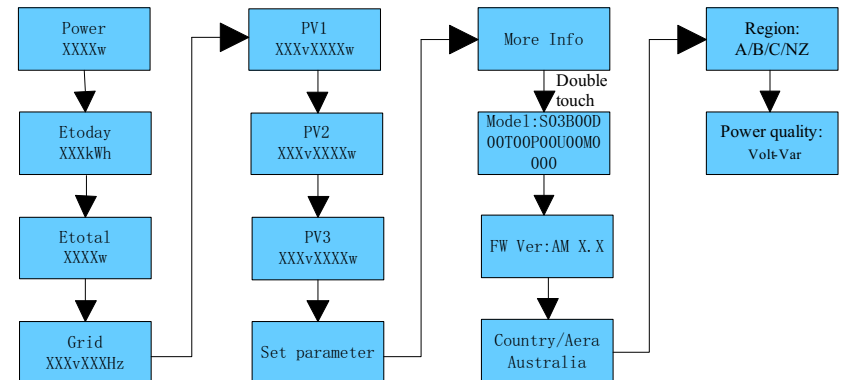 Power
XXXXw
Etoday
XXXkWh
Etotal
XXXXw
Grid
XXXvXXXHz
PV1
XXXvXXXXw
PV2
XXXvXXXXw
PV3
XXXvXXXXw
Set parameter
More Info
Double
touch
Model:S03B00D
00T00P00U00M0
000
FW Ver:AM X.X
Country/Aera
Australia
Region:
A/B/C/NZ
Power quality:
Volt-Var